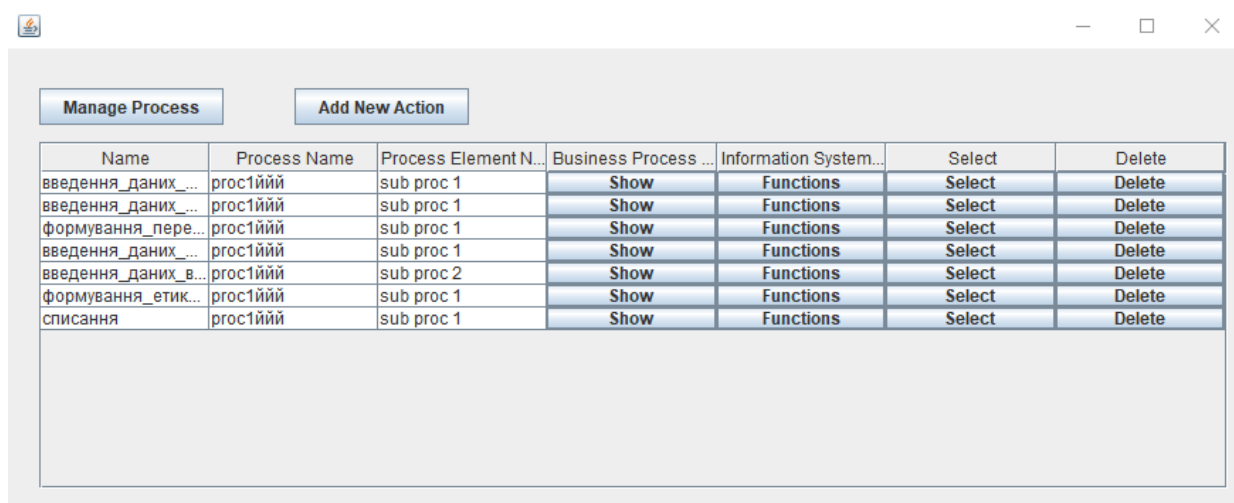 Manage Process Add New Action
Name Process Name Process Element N... Business Process ... Information System... Select Delete
введення_даних_... proc1ййй sub proc 1 Show Functions Select Delete
введення_даних_... proc1ййй sub proc 1 Show Functions Select Delete
формування_пере... proc1ййй sub proc 1 Show Functions Select Delete
введення_даних_... proc1ййй sub proc 1 Show Functions Select Delete
введення_даних_в... proc1ййй sub proc 2 Show Functions Select Delete
формування_етик... proc1ййй sub proc 1 Show Functions Select Delete
списання proc1ййй sub proc 1 Show Functions Select Delete